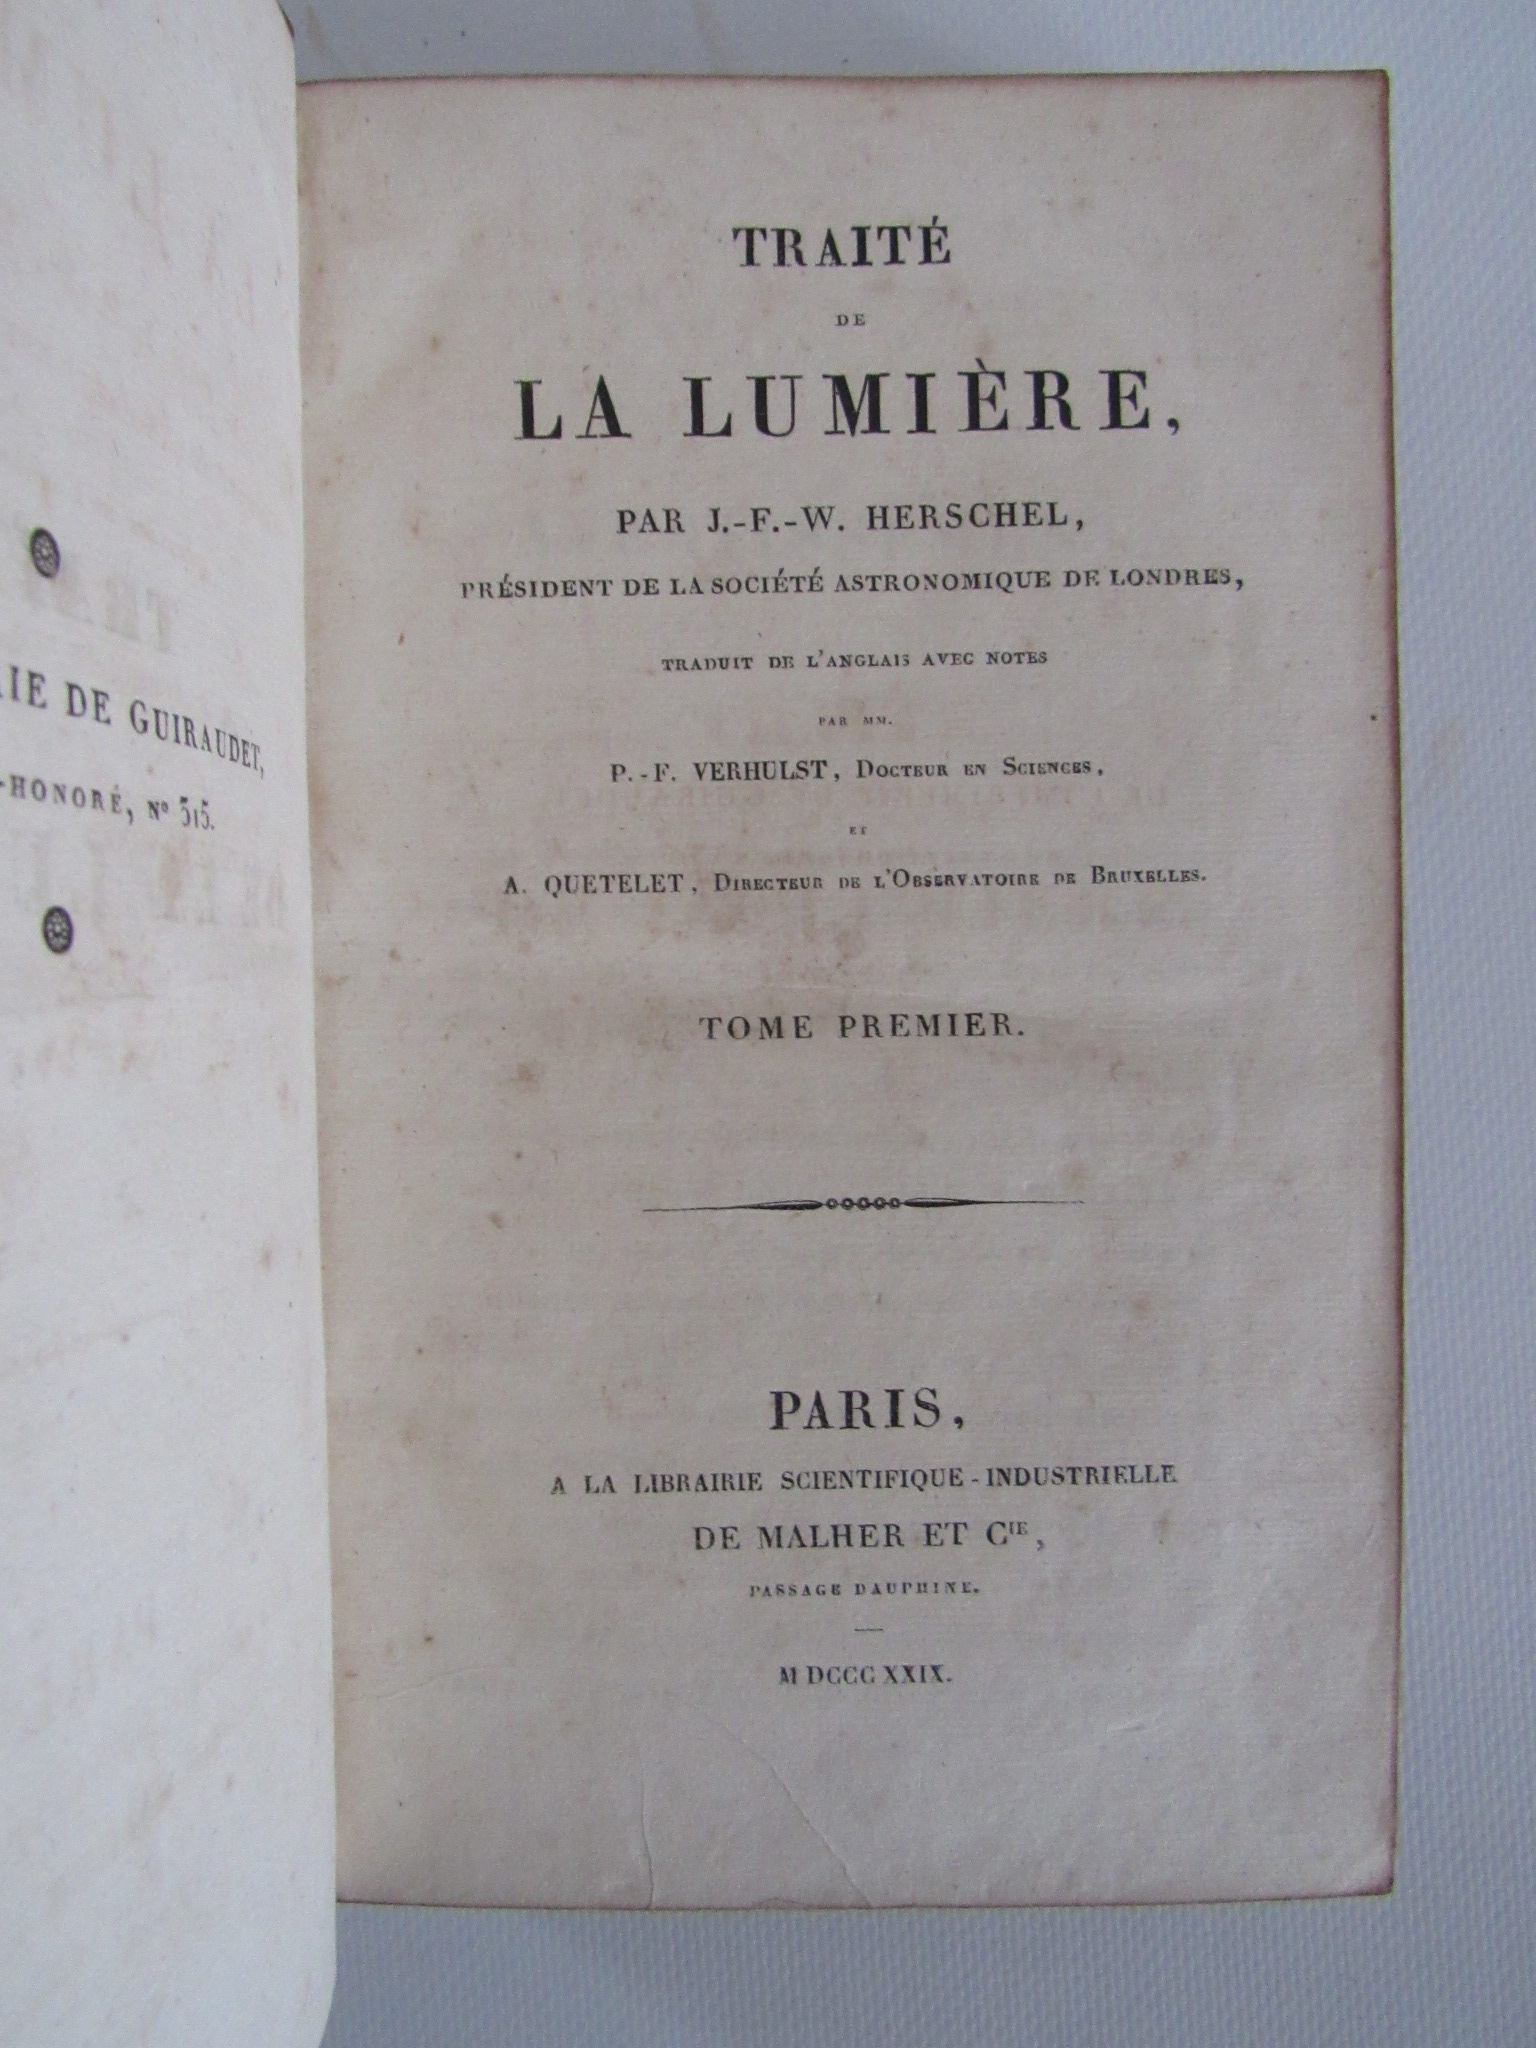 DE GUIRAUDET,
-HONORÉ, Nº 315.
TRAITÉ
DE
LA LUMIÈRE,
PAR J.-F.-W. HERSCHEL,
PRÉSIDENT DE LA SOCIÉTÉ ASTRONOMIQUE DE LONDRES,
TRADUIT DE L'ANGLAIS AVEC NOTES
PAR MM.
P.-F. VERHULST, DOCTEUR EN SCIENCES,
ET
A. QUETELET, DIRECTEUR DE L'OBSERVATOIRE DE BRUXELLES.
TOME PREMIER.
PARIS,
A LA LIBRAIRIE SCIENTIFIQUE-INDUSTRIELLE
DE MALHER ET CIE,
PASSAGE DAUPHINE.
M DCCC XXIX.